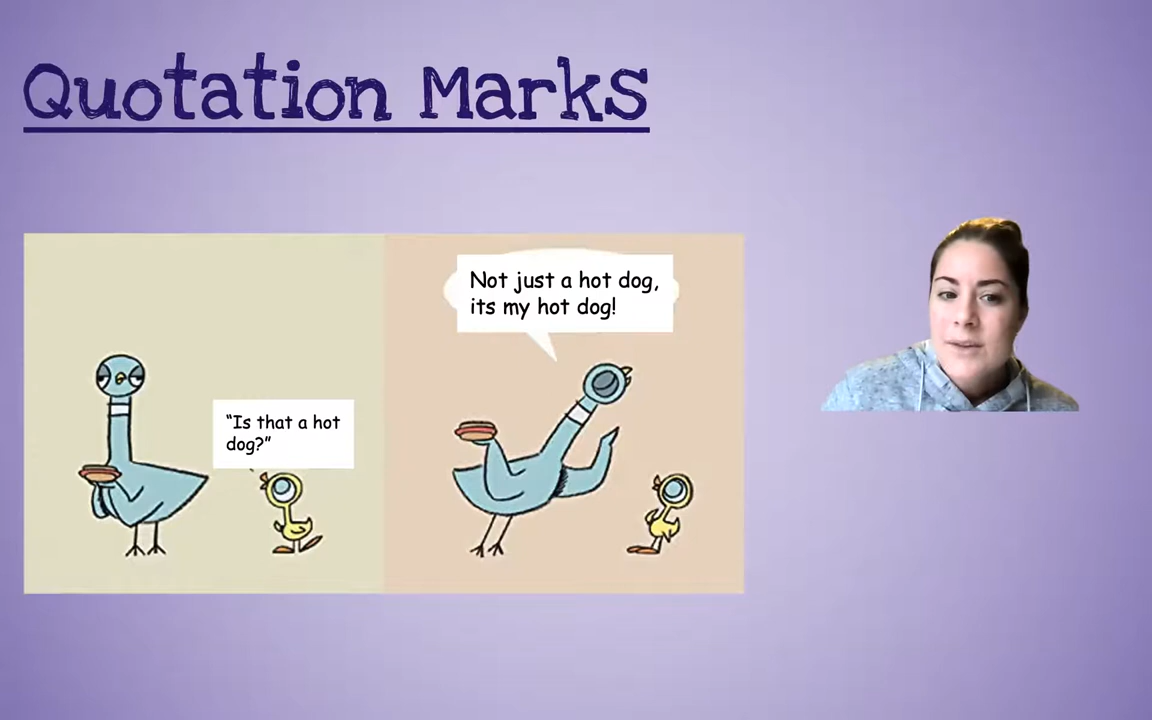 Quotation Marks
“Is that a hot
dog?”
Not just a hot dog,
its my hot dog!